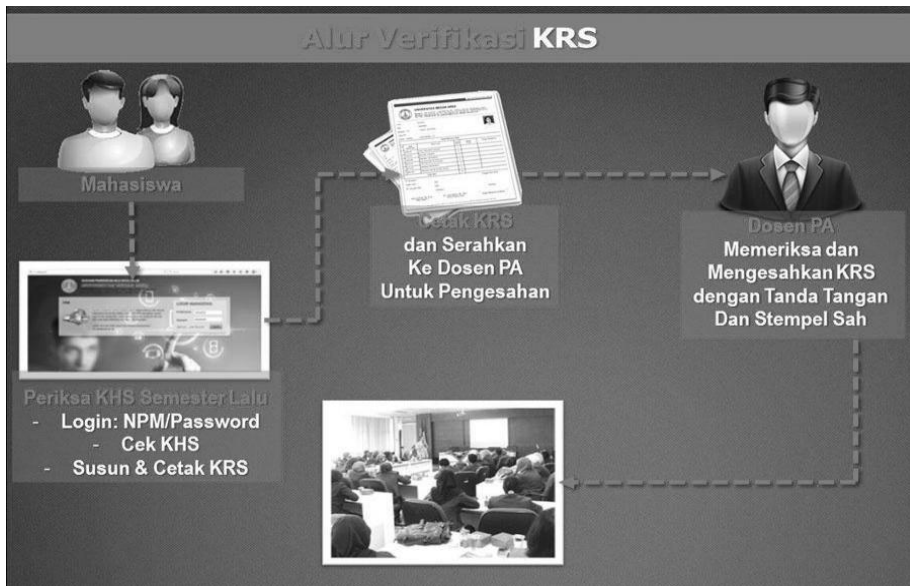 Alur Verifikasi KRS
Mahasiswa
Periksa KHS Semester Lalu
- Login: NPM/Password
- Cek KHS
- Susun & Cetak KRS
Cetak KRS
dan Serahkan
Ke Dosen PA
Untuk Pengesahan
Dosen PA
Memeriksa dan
Mengesahkan KRS
dengan Tanda Tangan
Dan Stempel Sah